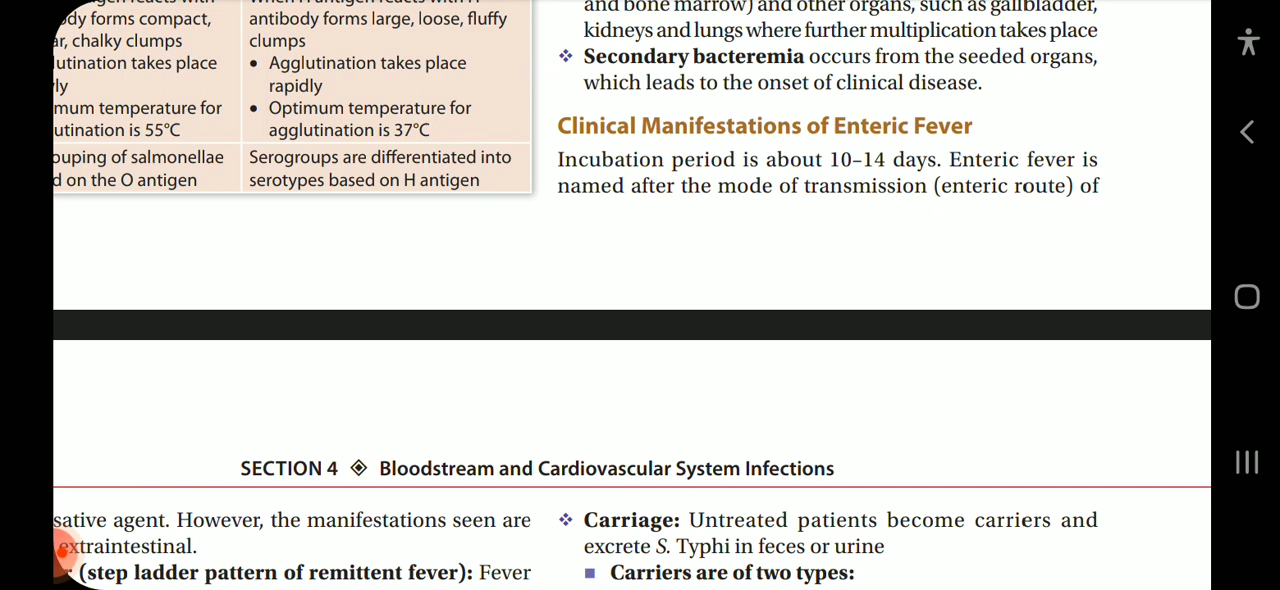 antibody forms large, loose, fluffy
ar, chalky clumps
clumps
lutination takes place
• Agglutination takes place
rapidly
mum temperature for
• Optimum temperature for
utination is 55°C
agglutination is 37°C
ouping of salmonellae
Serogroups are differentiated into
d on the O antigen
serotypes based on H antigen
and bone marrow) and other organs, such as gallbladder,
kidneys and lungs where further multiplication takes place
❖ Secondary bacteremia occurs from the seeded organs,
which leads to the onset of clinical disease.
Clinical Manifestations of Enteric Fever
Incubation period is about 10–14 days. Enteric fever is
named after the mode of transmission (enteric route) of
SECTION 4 ◈ Bloodstream and Cardiovascular System Infections
sative agent. However, the manifestations seen are
extraintestinal.
(step ladder pattern of remittent fever): Fever
❖ Carriage: Untreated patients become carriers and
excrete S. Typhi in feces or urine
■ Carriers are of two types: